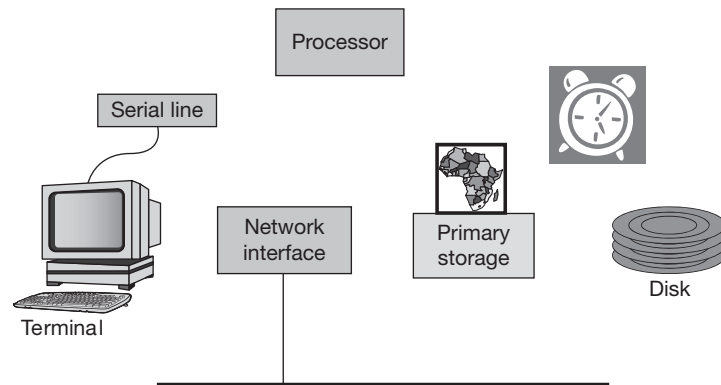 Processor
Serial line
Network
interface
Primary
storage
Disk
Terminal